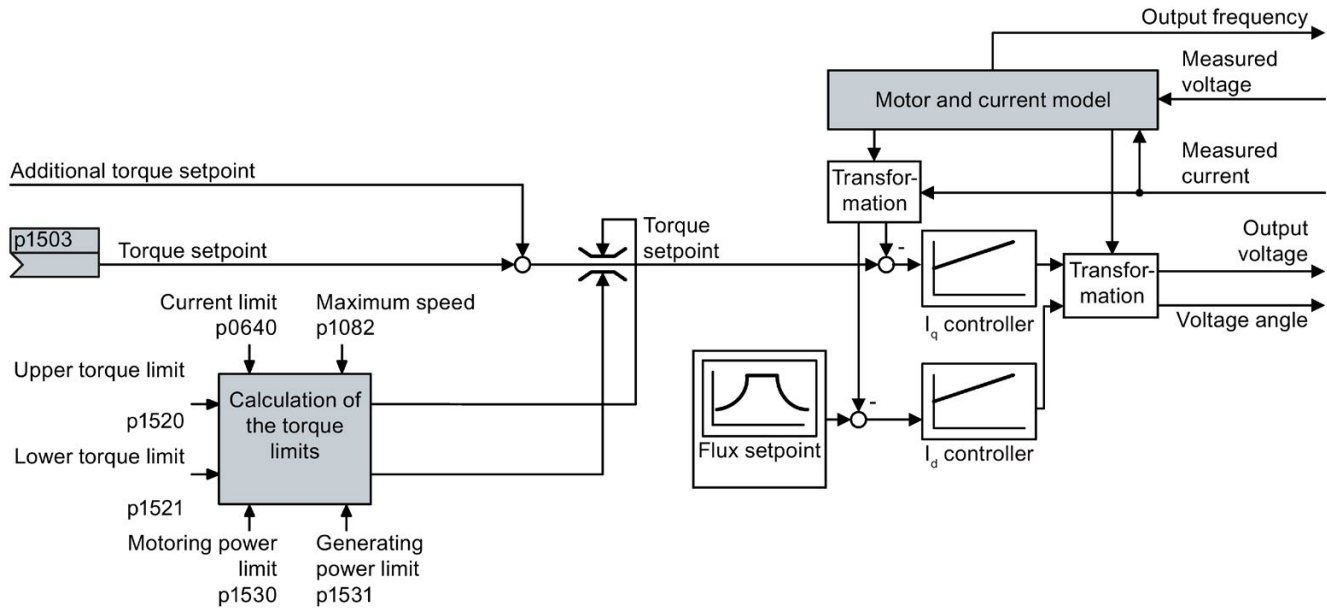 Output frequency
Measured
voltage
Motor and current model
Measured
current
Additional torque setpoint
Transfor-
mation
p1503
Torque setpoint
Torque
setpoint
-
Output
voltage
Transfor-
mation
Voltage angle
Iq controller
Current limit
p0640
Maximum speed
p1082
Upper torque limit
p1520
Calculation of
the torque
limits
Lower torque limit
p1521
Flux setpoint
-
Id controller
Motoring power
limit
p1530
Generating
power limit
p1531